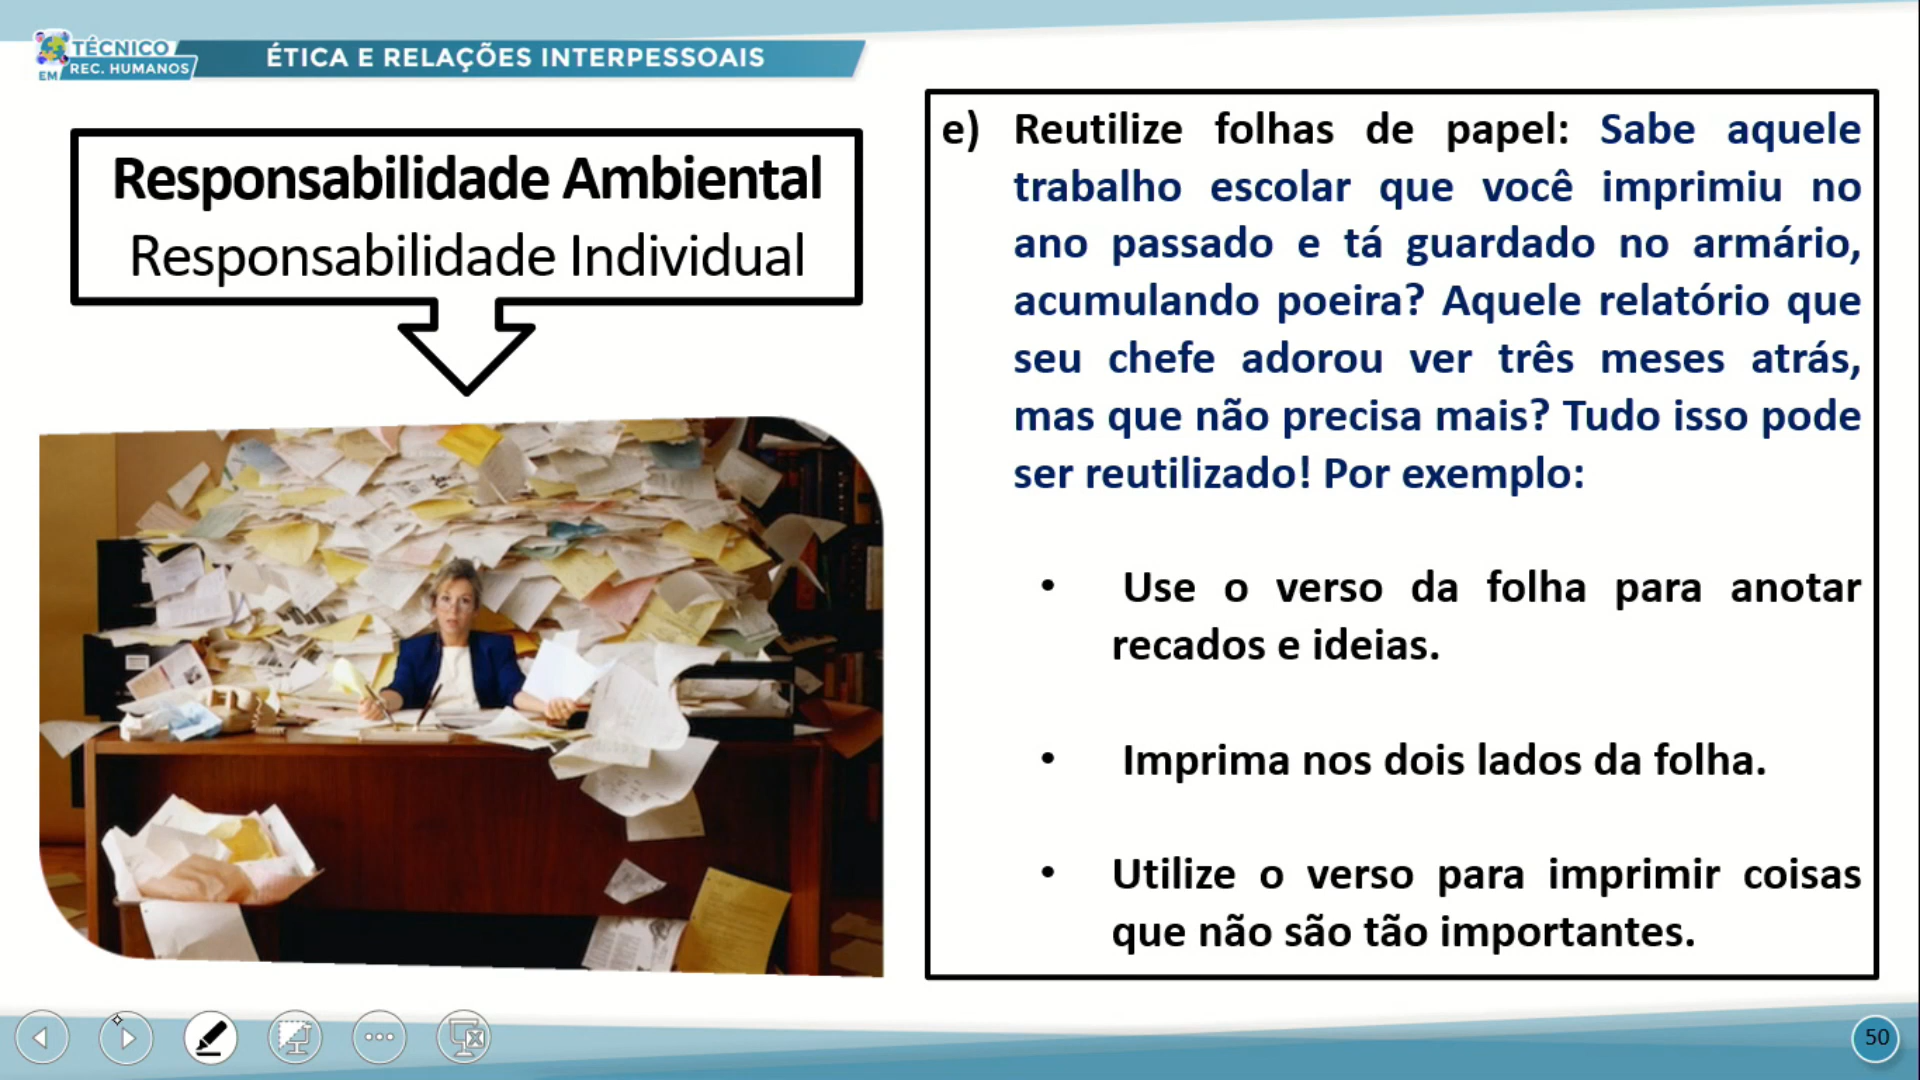 TÉCNICO
EM REC. HUMANOS
ÉTICA E RELAÇÕES INTERPESSOAIS
Responsabilidade Ambiental
Responsabilidade Individual
e) Reutilize folhas de papel: Sabe aquele
trabalho escolar que você imprimiu no
ano passado e tá guardado no armário,
acumulando poeira? Aquele relatório que
seu chefe adorou ver três meses atrás,
mas que não precisa mais? Tudo isso pode
ser reutilizado! Por exemplo:
• Use o verso da folha para anotar
recados e ideias.
• Imprima nos dois lados da folha.
• Utilize o verso para imprimir coisas
que não são tão importantes.
50